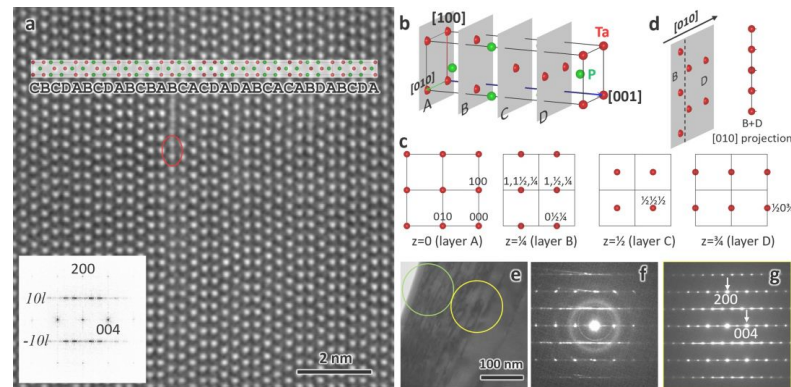 a
CBCDABCDABCBABCACDADABCDACABDABCDA
200
10l
004
-10l
2 nm
b
[100]
Ta
P
[010]
[001]
A
B
C
D
c
100
010
000
z=0 (layer A)
1,1½,¼
1,½,¼
0½¼
z=¼ (layer B)
½½½
z=½ (layer C)
½0¾
z=¾ (layer D)
d
[010]
B
D
B+D
[010] projection
e
100 nm
f
g
200
004